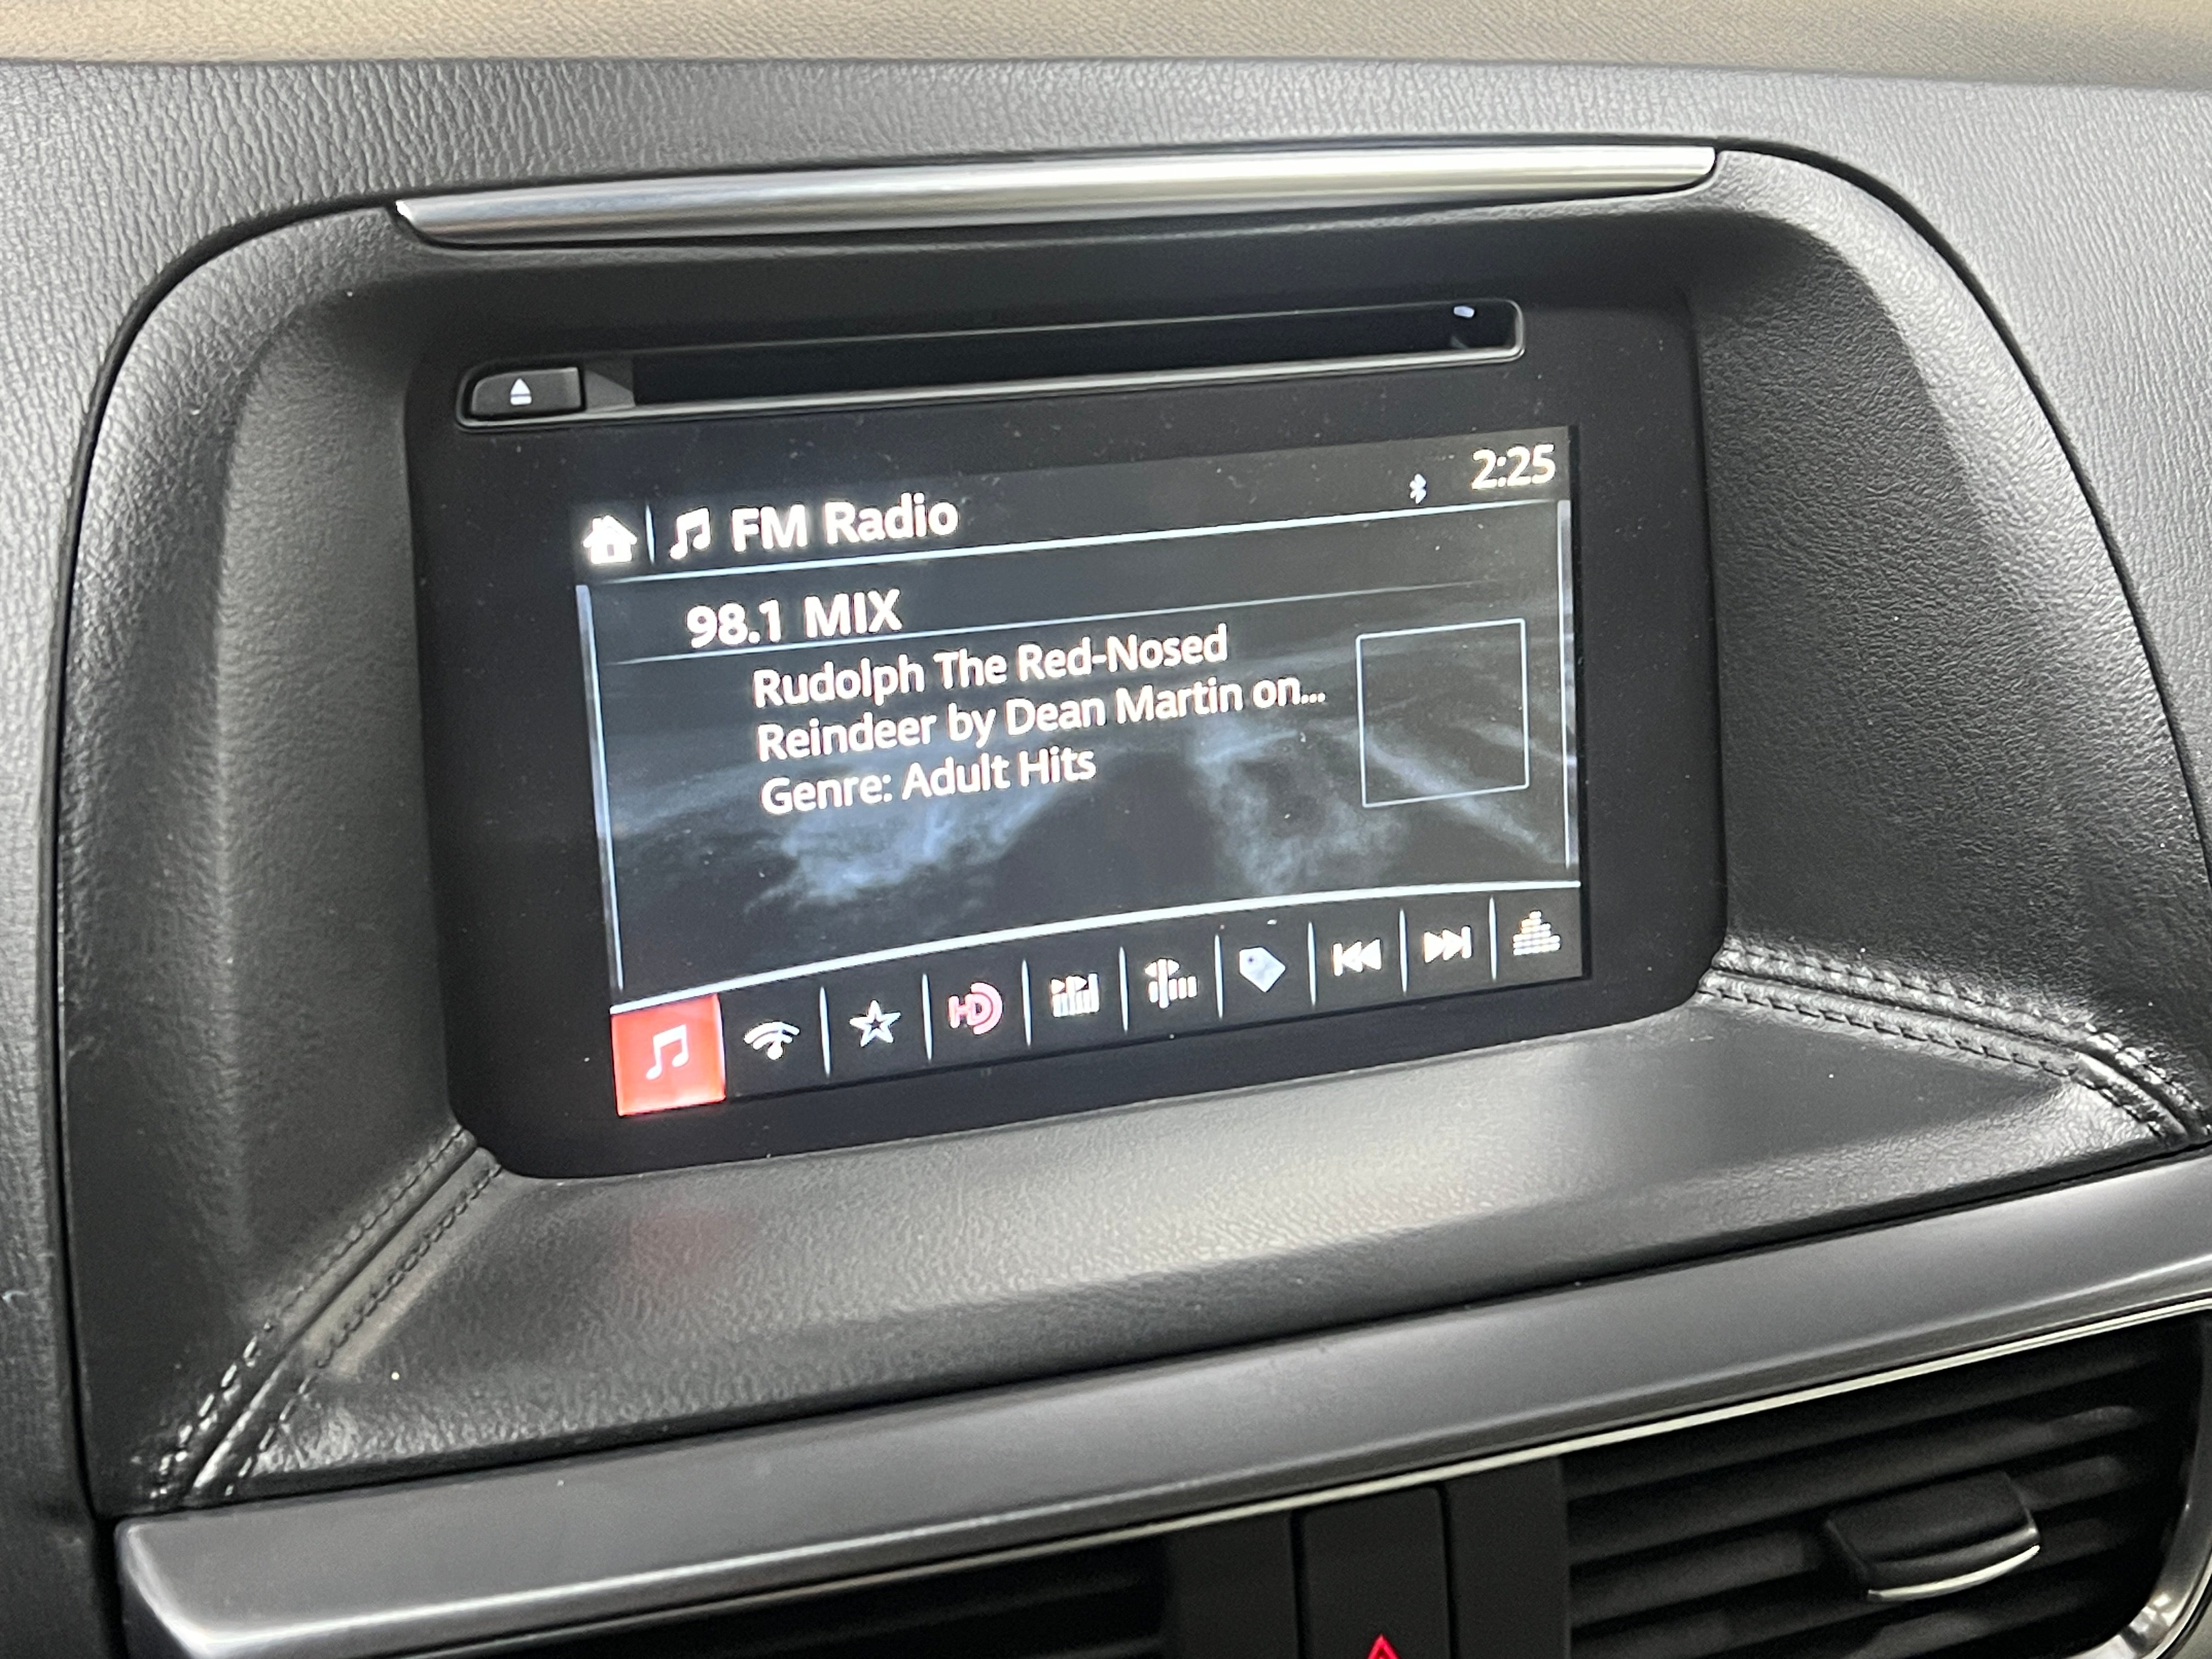 FM Radio
2:25
98.1 MIX
Rudolph The Red-Nosed
Reindeer by Dean Martin on...
Genre: Adult Hits
HD